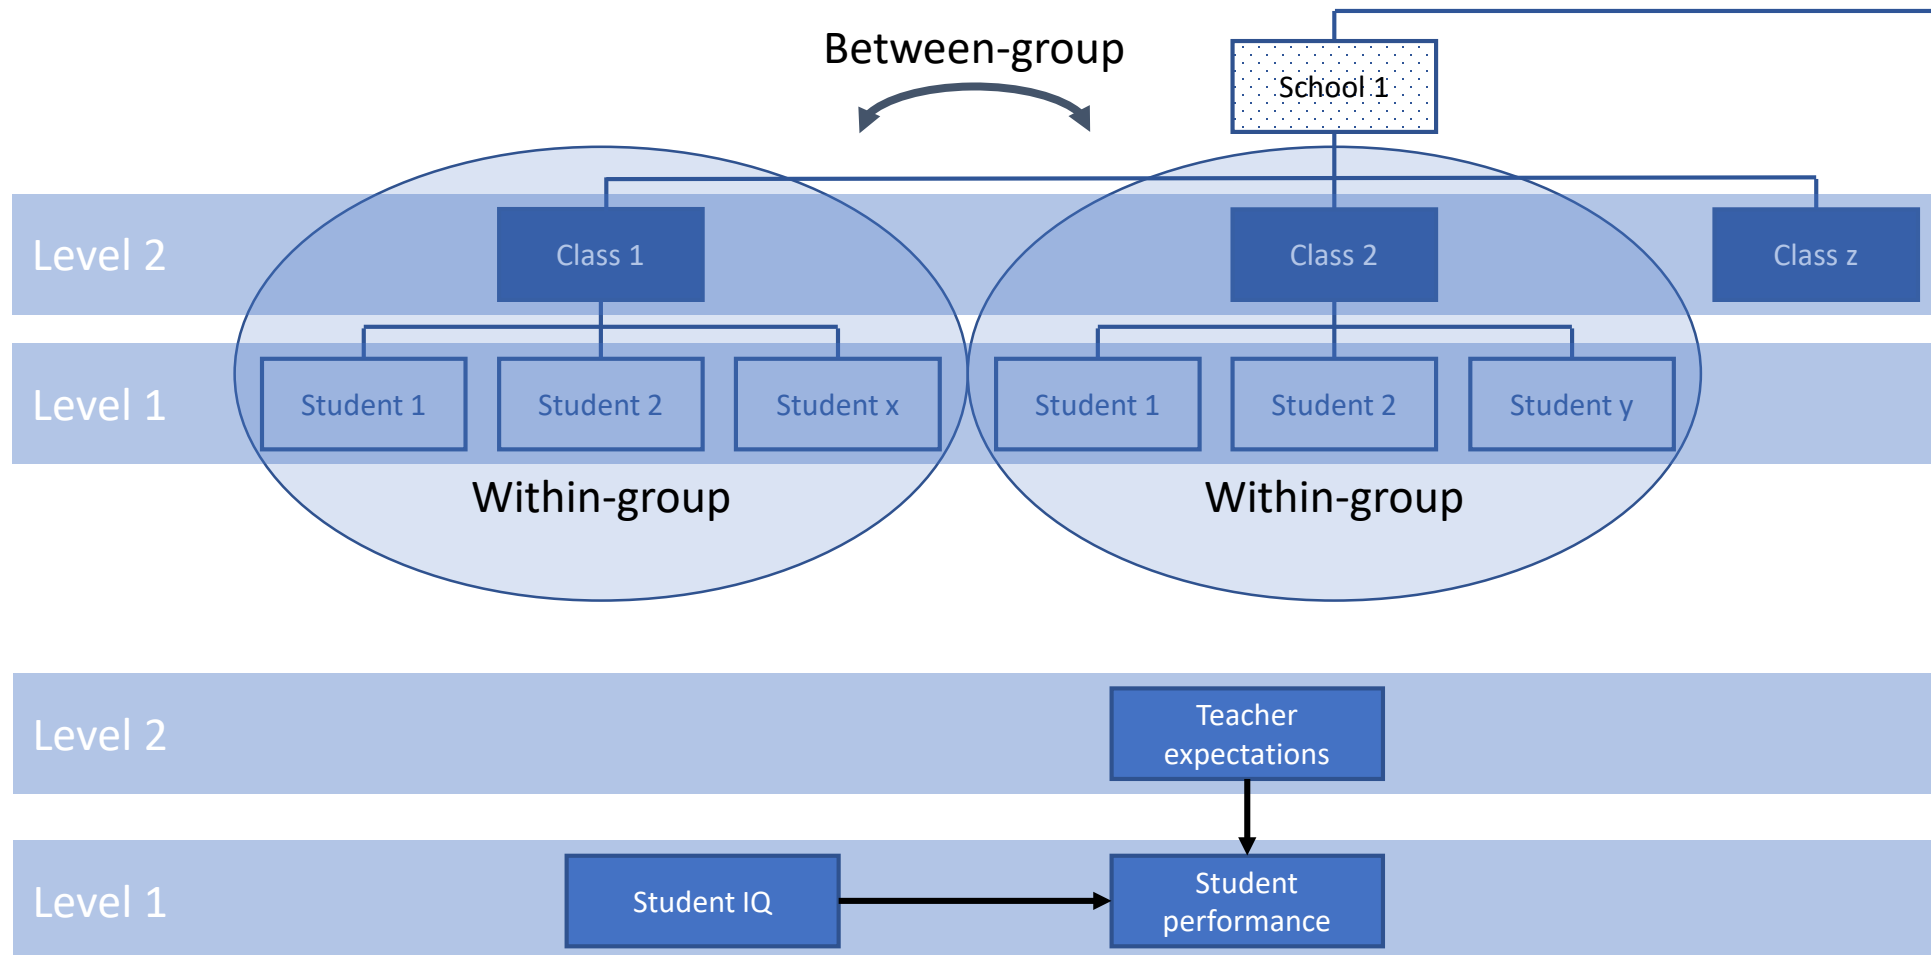 Between-group
School 1
Level 2
Class 1
Class 2
Class z
Level 1
Student 1
Student 2
Student x
Student 1
Student 2
Student y
Within-group
Within-group
Level 2
Teacher
expectations
Level 1
Student IQ
Student
performance